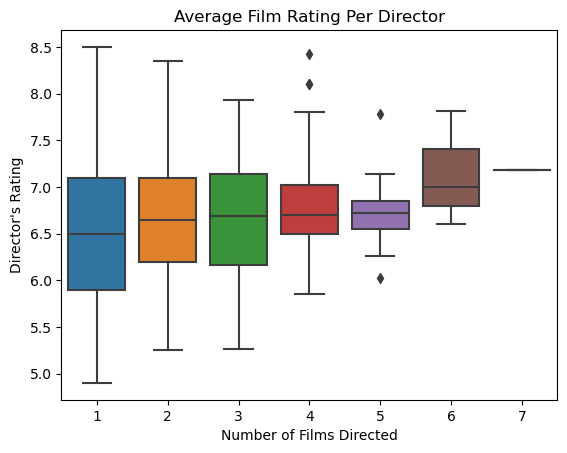 Average Film Rating Per Director
8.5
8.0
7.5
7.0
6.5
6.0
5.5
5.0
Director's Rating
1 2 3 4 5 6 7
Number of Films Directed